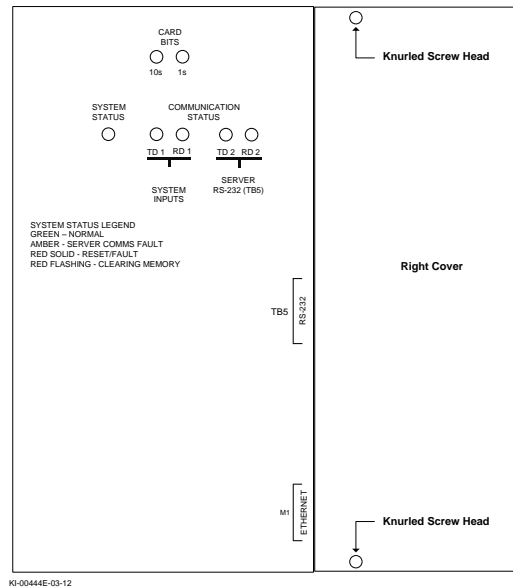 CARD
BITS
10s 1s
Knurled Screw Head
SYSTEM
STATUS
COMMUNICATION
STATUS
TD 1 RD 1 TD 2 RD 2
SYSTEM
INPUTS
SERVER
RS-232 (TB5)
SYSTEM STATUS LEGEND
GREEN – NORMAL
AMBER - SERVER COMMS FAULT
RED SOLID - RESET/FAULT
RED FLASHING - CLEARING MEMORY
Right Cover
TB5
RS-232
M1
ETHERNET
Knurled Screw Head
KI-00444E-03-12